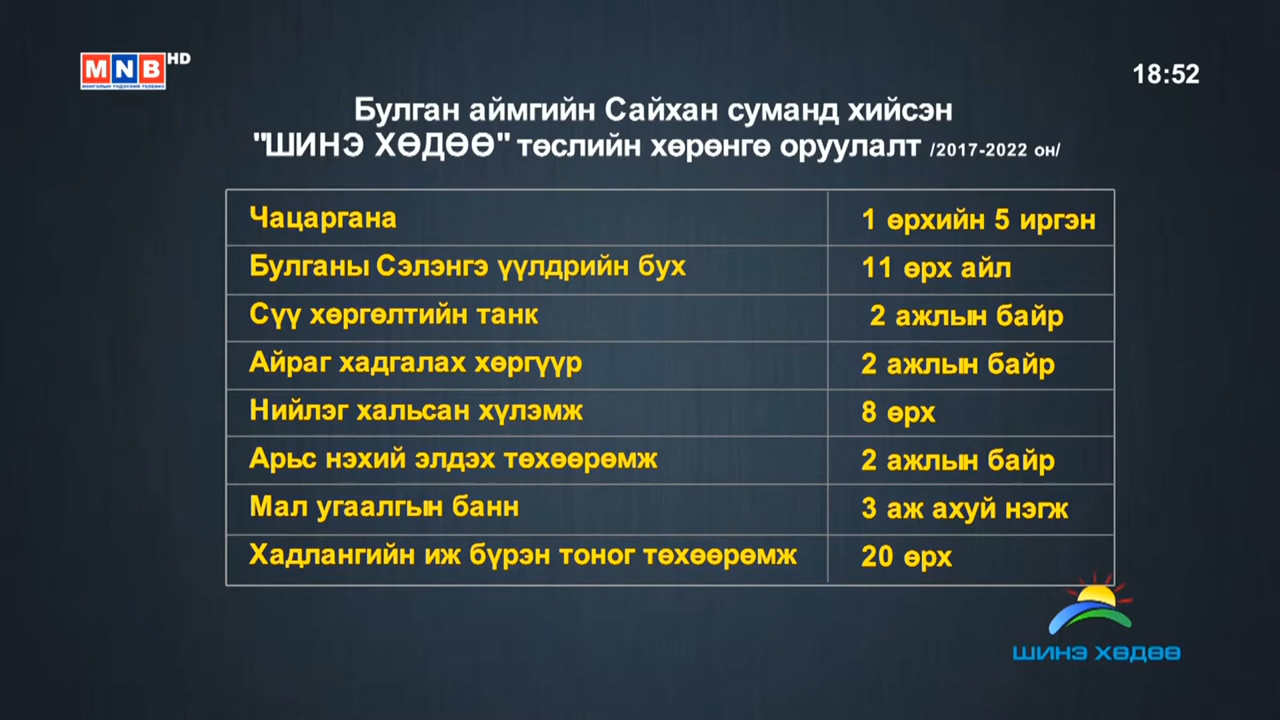 MNB HD
МОНГОЛЫН ҮНДЭСНИЙ ТЕЛЕВИЗ
18:52
Булган аймгийн Сайхан суманд хийсэн
"ШИНЭ ХӨДӨӨ" төслийн хөрөнгө оруулалт /2017-2022 он/
Чацаргана 1 өрхийн 5 иргэн
Булганы Сэлэнгэ үүлдрийн бух 11 өрх айл
Сүү хөргөлтийн танк 2 ажлын байр
Айраг хадгалах хөргүүр 2 ажлын байр
Нийлэг хальсан хүлэмж 8 өрх
Арьс нэхий элдэх төхөөрөмж 2 ажлын байр
Мал угаалгын банн 3 аж ахуй нэгж
Хадлангийн иж бүрэн тоног төхөөрөмж 20 өрх
ШИНЭ ХӨДӨӨ